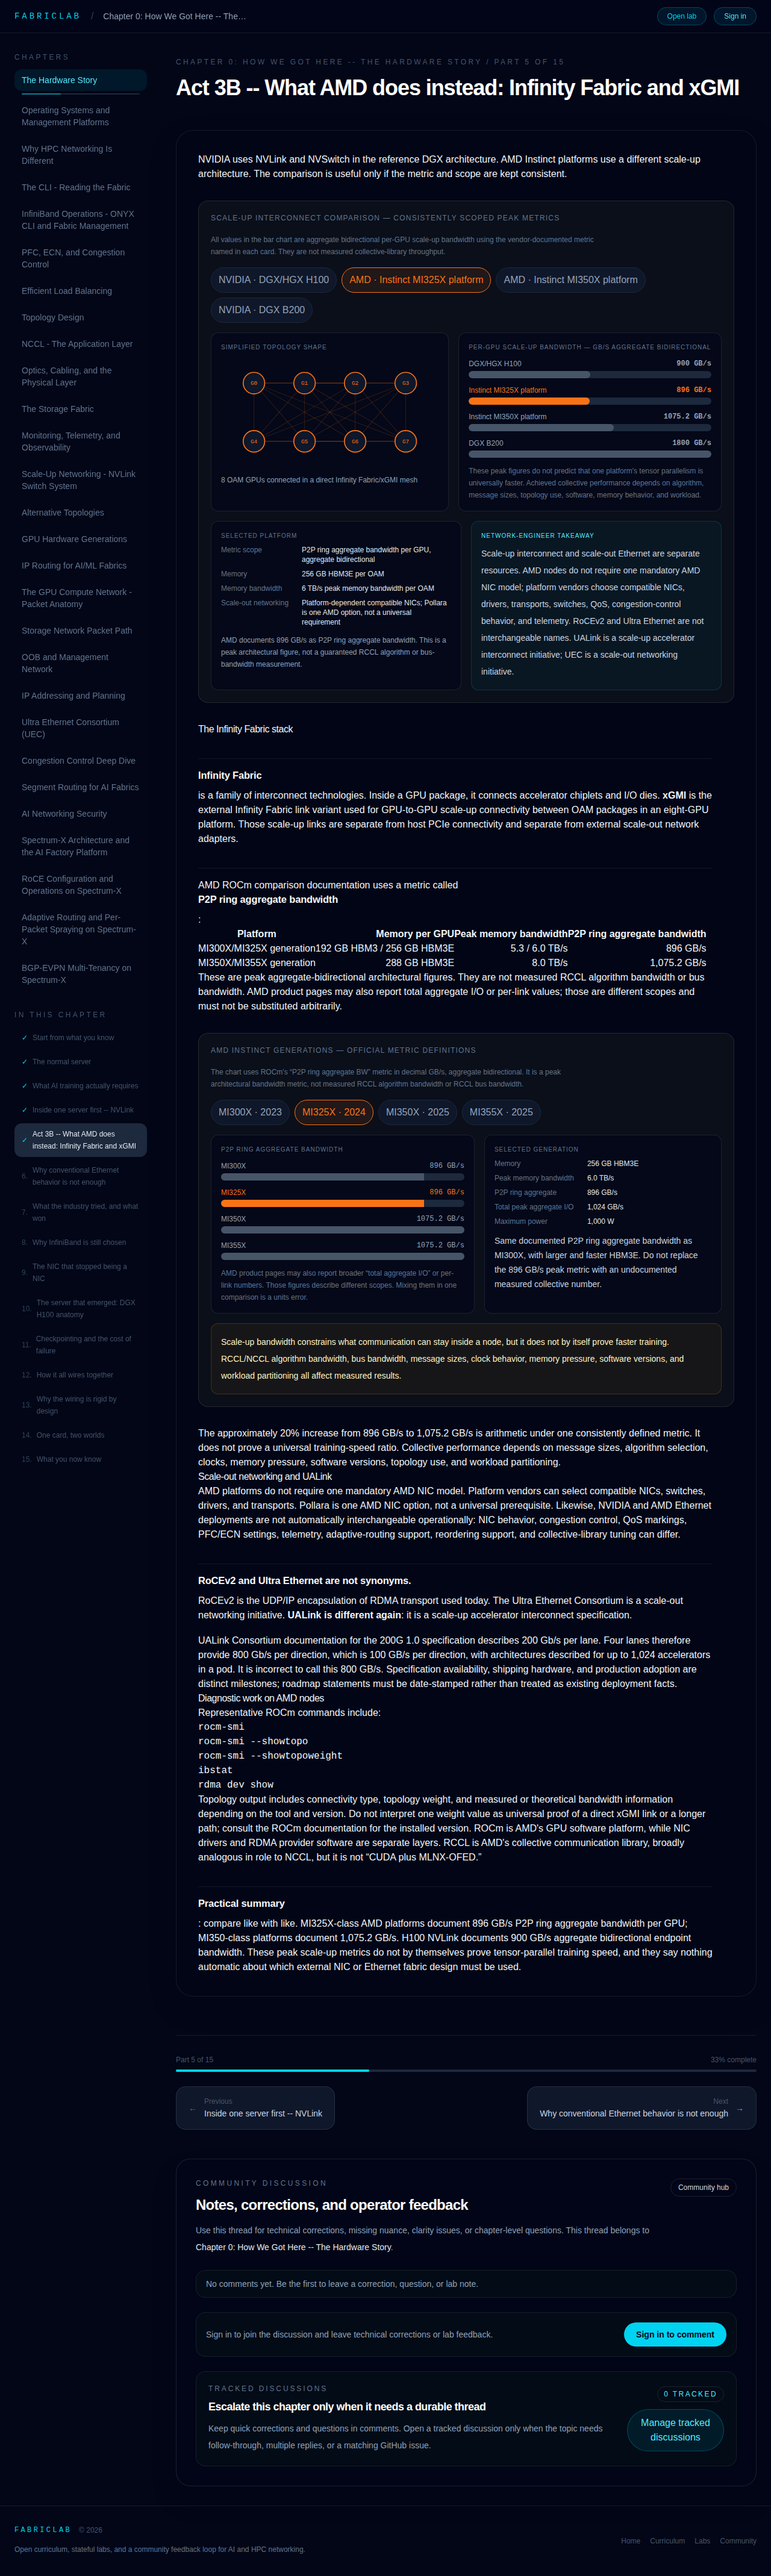 FABRICLAB / Chapter 0: How We Got Here -- The… Open lab Sign in
CHAPTERS
The Hardware Story
Operating Systems and
Management Platforms
Why HPC Networking Is
Different
The CLI - Reading the Fabric
InfiniBand Operations - ONYX
CLI and Fabric Management
PFC, ECN, and Congestion
Control
Efficient Load Balancing
Topology Design
NCCL - The Application Layer
Optics, Cabling, and the
Physical Layer
The Storage Fabric
Monitoring, Telemetry, and
Observability
Scale-Up Networking - NVLink
Switch System
Alternative Topologies
GPU Hardware Generations
IP Routing for AI/ML Fabrics
The GPU Compute Network -
Packet Anatomy
Storage Network Packet Path
OOB and Management
Network
IP Addressing and Planning
Ultra Ethernet Consortium
(UEC)
Congestion Control Deep Dive
Segment Routing for AI Fabrics
AI Networking Security
Spectrum-X Architecture and
the AI Factory Platform
RoCE Configuration and
Operations on Spectrum-X
Adaptive Routing and Per-
Packet Spraying on Spectrum-
X
BGP-EVPN Multi-Tenancy on
Spectrum-X
IN THIS CHAPTER
✓ Start from what you know
✓ The normal server
✓ What AI training actually requires
✓ Inside one server first -- NVLink
✓ Act 3B -- What AMD does
instead: Infinity Fabric and xGMI
6. Why conventional Ethernet
behavior is not enough
7. What the industry tried, and what
won
8. Why InfiniBand is still chosen
9. The NIC that stopped being a
NIC
10. The server that emerged: DGX
H100 anatomy
11. Checkpointing and the cost of
failure
12. How it all wires together
13. Why the wiring is rigid by
design
14. One card, two worlds
15. What you now know
CHAPTER 0: HOW WE GOT HERE -- THE HARDWARE STORY / PART 5 OF 15
Act 3B -- What AMD does instead: Infinity Fabric and xGMI
NVIDIA uses NVLink and NVSwitch in the reference DGX architecture. AMD Instinct platforms use a different scale-up
architecture. The comparison is useful only if the metric and scope are kept consistent.
SCALE-UP INTERCONNECT COMPARISON — CONSISTENTLY SCOPED PEAK METRICS
All values in the bar chart are aggregate bidirectional per-GPU scale-up bandwidth using the vendor-documented metric
named in each card. They are not measured collective-library throughput.
NVIDIA · DGX/HGX H100 AMD · Instinct MI325X platform AMD · Instinct MI350X platform
NVIDIA · DGX B200
SIMPLIFIED TOPOLOGY SHAPE
G0 G1 G2 G3
G4 G5 G6 G7
8 OAM GPUs connected in a direct Infinity Fabric/xGMI mesh
PER-GPU SCALE-UP BANDWIDTH — GB/S AGGREGATE BIDIRECTIONAL
DGX/HGX H100 900 GB/s
Instinct MI325X platform 896 GB/s
Instinct MI350X platform 1075.2 GB/s
DGX B200 1800 GB/s
These peak figures do not predict that one platform's tensor parallelism is
universally faster. Achieved collective performance depends on algorithm,
message sizes, topology use, software, memory behavior, and workload.
SELECTED PLATFORM
Metric scope P2P ring aggregate bandwidth per GPU,
aggregate bidirectional
Memory 256 GB HBM3E per OAM
Memory bandwidth 6 TB/s peak memory bandwidth per OAM
Scale-out networking Platform-dependent compatible NICs; Pollara
is one AMD option, not a universal
requirement
AMD documents 896 GB/s as P2P ring aggregate bandwidth. This is a
peak architectural figure, not a guaranteed RCCL algorithm or bus-
bandwidth measurement.
NETWORK-ENGINEER TAKEAWAY
Scale-up interconnect and scale-out Ethernet are separate
resources. AMD nodes do not require one mandatory AMD
NIC model; platform vendors choose compatible NICs,
drivers, transports, switches, QoS, congestion-control
behavior, and telemetry. RoCEv2 and Ultra Ethernet are not
interchangeable names. UALink is a scale-up accelerator
interconnect initiative; UEC is a scale-out networking
initiative.
The Infinity Fabric stack
Infinity Fabric
is a family of interconnect technologies. Inside a GPU package, it connects accelerator chiplets and I/O dies. xGMI is the
external Infinity Fabric link variant used for GPU-to-GPU scale-up connectivity between OAM packages in an eight-GPU
platform. Those scale-up links are separate from host PCIe connectivity and separate from external scale-out network
adapters.
AMD ROCm comparison documentation uses a metric called
P2P ring aggregate bandwidth
:
Platform Memory per GPU Peak memory bandwidth P2P ring aggregate bandwidth
MI300X/MI325X generation 192 GB HBM3 / 256 GB HBM3E 5.3 / 6.0 TB/s 896 GB/s
MI350X/MI355X generation 288 GB HBM3E 8.0 TB/s 1,075.2 GB/s
These are peak aggregate-bidirectional architectural figures. They are not measured RCCL algorithm bandwidth or bus
bandwidth. AMD product pages may also report total aggregate I/O or per-link values; those are different scopes and
must not be substituted arbitrarily.
AMD INSTINCT GENERATIONS — OFFICIAL METRIC DEFINITIONS
The chart uses ROCm's “P2P ring aggregate BW” metric in decimal GB/s, aggregate bidirectional. It is a peak
architectural bandwidth metric, not measured RCCL algorithm bandwidth or RCCL bus bandwidth.
MI300X · 2023 MI325X · 2024 MI350X · 2025 MI355X · 2025
P2P RING AGGREGATE BANDWIDTH
MI300X 896 GB/s
MI325X 896 GB/s
MI350X 1075.2 GB/s
MI355X 1075.2 GB/s
AMD product pages may also report broader “total aggregate I/O” or per-
link numbers. Those figures describe different scopes. Mixing them in one
comparison is a units error.
SELECTED GENERATION
Memory 256 GB HBM3E
Peak memory bandwidth 6.0 TB/s
P2P ring aggregate 896 GB/s
Total peak aggregate I/O 1,024 GB/s
Maximum power 1,000 W
Same documented P2P ring aggregate bandwidth as
MI300X, with larger and faster HBM3E. Do not replace
the 896 GB/s peak metric with an undocumented
measured collective number.
Scale-up bandwidth constrains what communication can stay inside a node, but it does not by itself prove faster training.
RCCL/NCCL algorithm bandwidth, bus bandwidth, message sizes, clock behavior, memory pressure, software versions, and
workload partitioning all affect measured results.
The approximately 20% increase from 896 GB/s to 1,075.2 GB/s is arithmetic under one consistently defined metric. It
does not prove a universal training-speed ratio. Collective performance depends on message sizes, algorithm selection,
clocks, memory pressure, software versions, topology use, and workload partitioning.
Scale-out networking and UALink
AMD platforms do not require one mandatory AMD NIC model. Platform vendors can select compatible NICs, switches,
drivers, and transports. Pollara is one AMD NIC option, not a universal prerequisite. Likewise, NVIDIA and AMD Ethernet
deployments are not automatically interchangeable operationally: NIC behavior, congestion control, QoS markings,
PFC/ECN settings, telemetry, adaptive-routing support, reordering support, and collective-library tuning can differ.
RoCEv2 and Ultra Ethernet are not synonyms.
RoCEv2 is the UDP/IP encapsulation of RDMA transport used today. The Ultra Ethernet Consortium is a scale-out
networking initiative. UALink is different again: it is a scale-up accelerator interconnect specification.
UALink Consortium documentation for the 200G 1.0 specification describes 200 Gb/s per lane. Four lanes therefore
provide 800 Gb/s per direction, which is 100 GB/s per direction, with architectures described for up to 1,024 accelerators
in a pod. It is incorrect to call this 800 GB/s. Specification availability, shipping hardware, and production adoption are
distinct milestones; roadmap statements must be date-stamped rather than treated as existing deployment facts.
Diagnostic work on AMD nodes
Representative ROCm commands include:
rocm-smi
rocm-smi --showtopo
rocm-smi --showtopoweight
ibstat
rdma dev show
Topology output includes connectivity type, topology weight, and measured or theoretical bandwidth information
depending on the tool and version. Do not interpret one weight value as universal proof of a direct xGMI link or a longer
path; consult the ROCm documentation for the installed version. ROCm is AMD's GPU software platform, while NIC
drivers and RDMA provider software are separate layers. RCCL is AMD's collective communication library, broadly
analogous in role to NCCL, but it is not “CUDA plus MLNX-OFED.”
Practical summary
: compare like with like. MI325X-class AMD platforms document 896 GB/s P2P ring aggregate bandwidth per GPU;
MI350-class platforms document 1,075.2 GB/s. H100 NVLink documents 900 GB/s aggregate bidirectional endpoint
bandwidth. These peak scale-up metrics do not by themselves prove tensor-parallel training speed, and they say nothing
automatic about which external NIC or Ethernet fabric design must be used.
Part 5 of 15 33% complete
← Previous
Inside one server first -- NVLink
Next →
Why conventional Ethernet behavior is not enough
COMMUNITY DISCUSSION
Community hub
Notes, corrections, and operator feedback
Use this thread for technical corrections, missing nuance, clarity issues, or chapter-level questions. This thread belongs to
Chapter 0: How We Got Here -- The Hardware Story.
No comments yet. Be the first to leave a correction, question, or lab note.
Sign in to join the discussion and leave technical corrections or lab feedback. Sign in to comment
TRACKED DISCUSSIONS
0 TRACKED
Escalate this chapter only when it needs a durable thread
Keep quick corrections and questions in comments. Open a tracked discussion only when the topic needs
follow-through, multiple replies, or a matching GitHub issue.
Manage tracked
discussions
FABRICLAB © 2026
Open curriculum, stateful labs, and a community feedback loop for AI and HPC networking.
Home Curriculum Labs Community